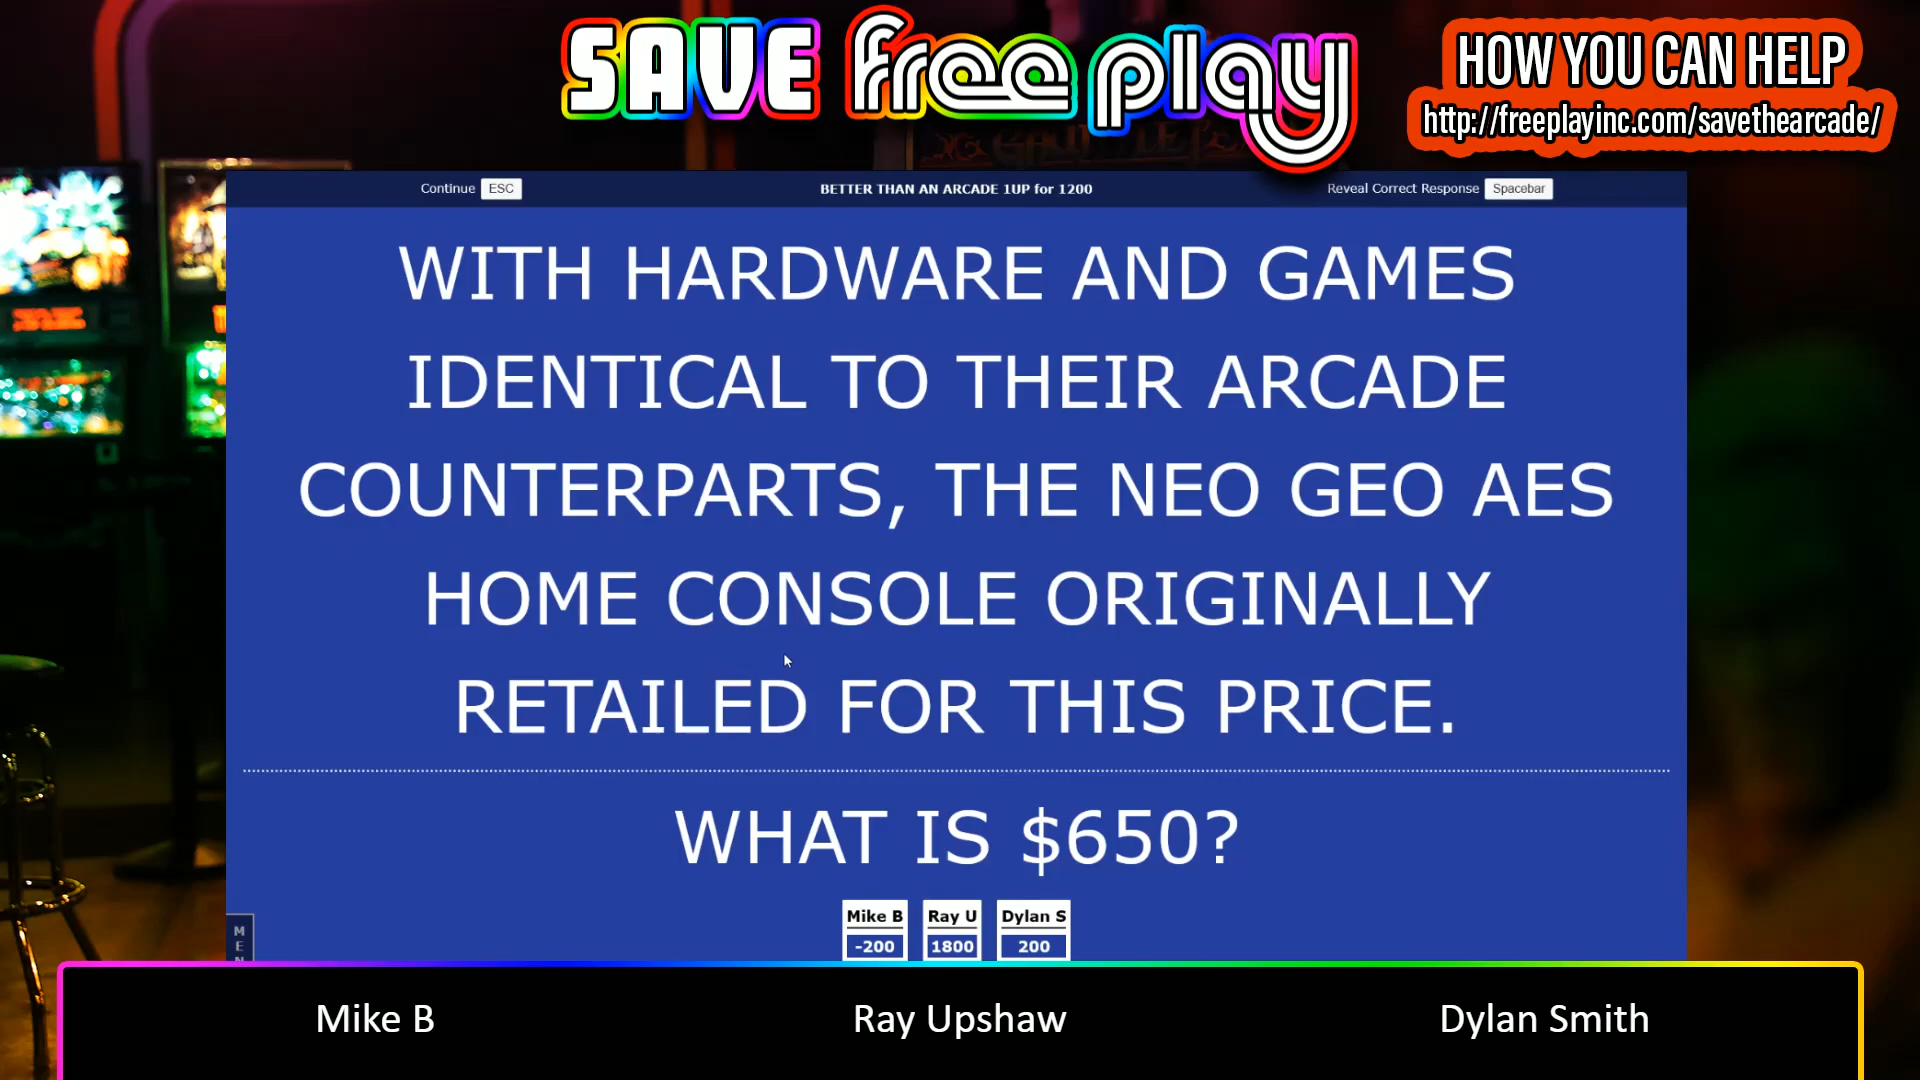 SAVE free play
HOW YOU CAN HELP
http://freeplayinc.com/savethearcade/
Continue ESC
BETTER THAN AN ARCADE 1UP for 1200
Reveal Correct Response Spacebar
WITH HARDWARE AND GAMES
IDENTICAL TO THEIR ARCADE
COUNTERPARTS, THE NEO GEO AES
HOME CONSOLE ORIGINALLY
RETAILED FOR THIS PRICE.
WHAT IS $650?
Mike B
Ray U
Dylan S
-200
1800
200
M
E
N
Mike B
Ray Upshaw
Dylan Smith